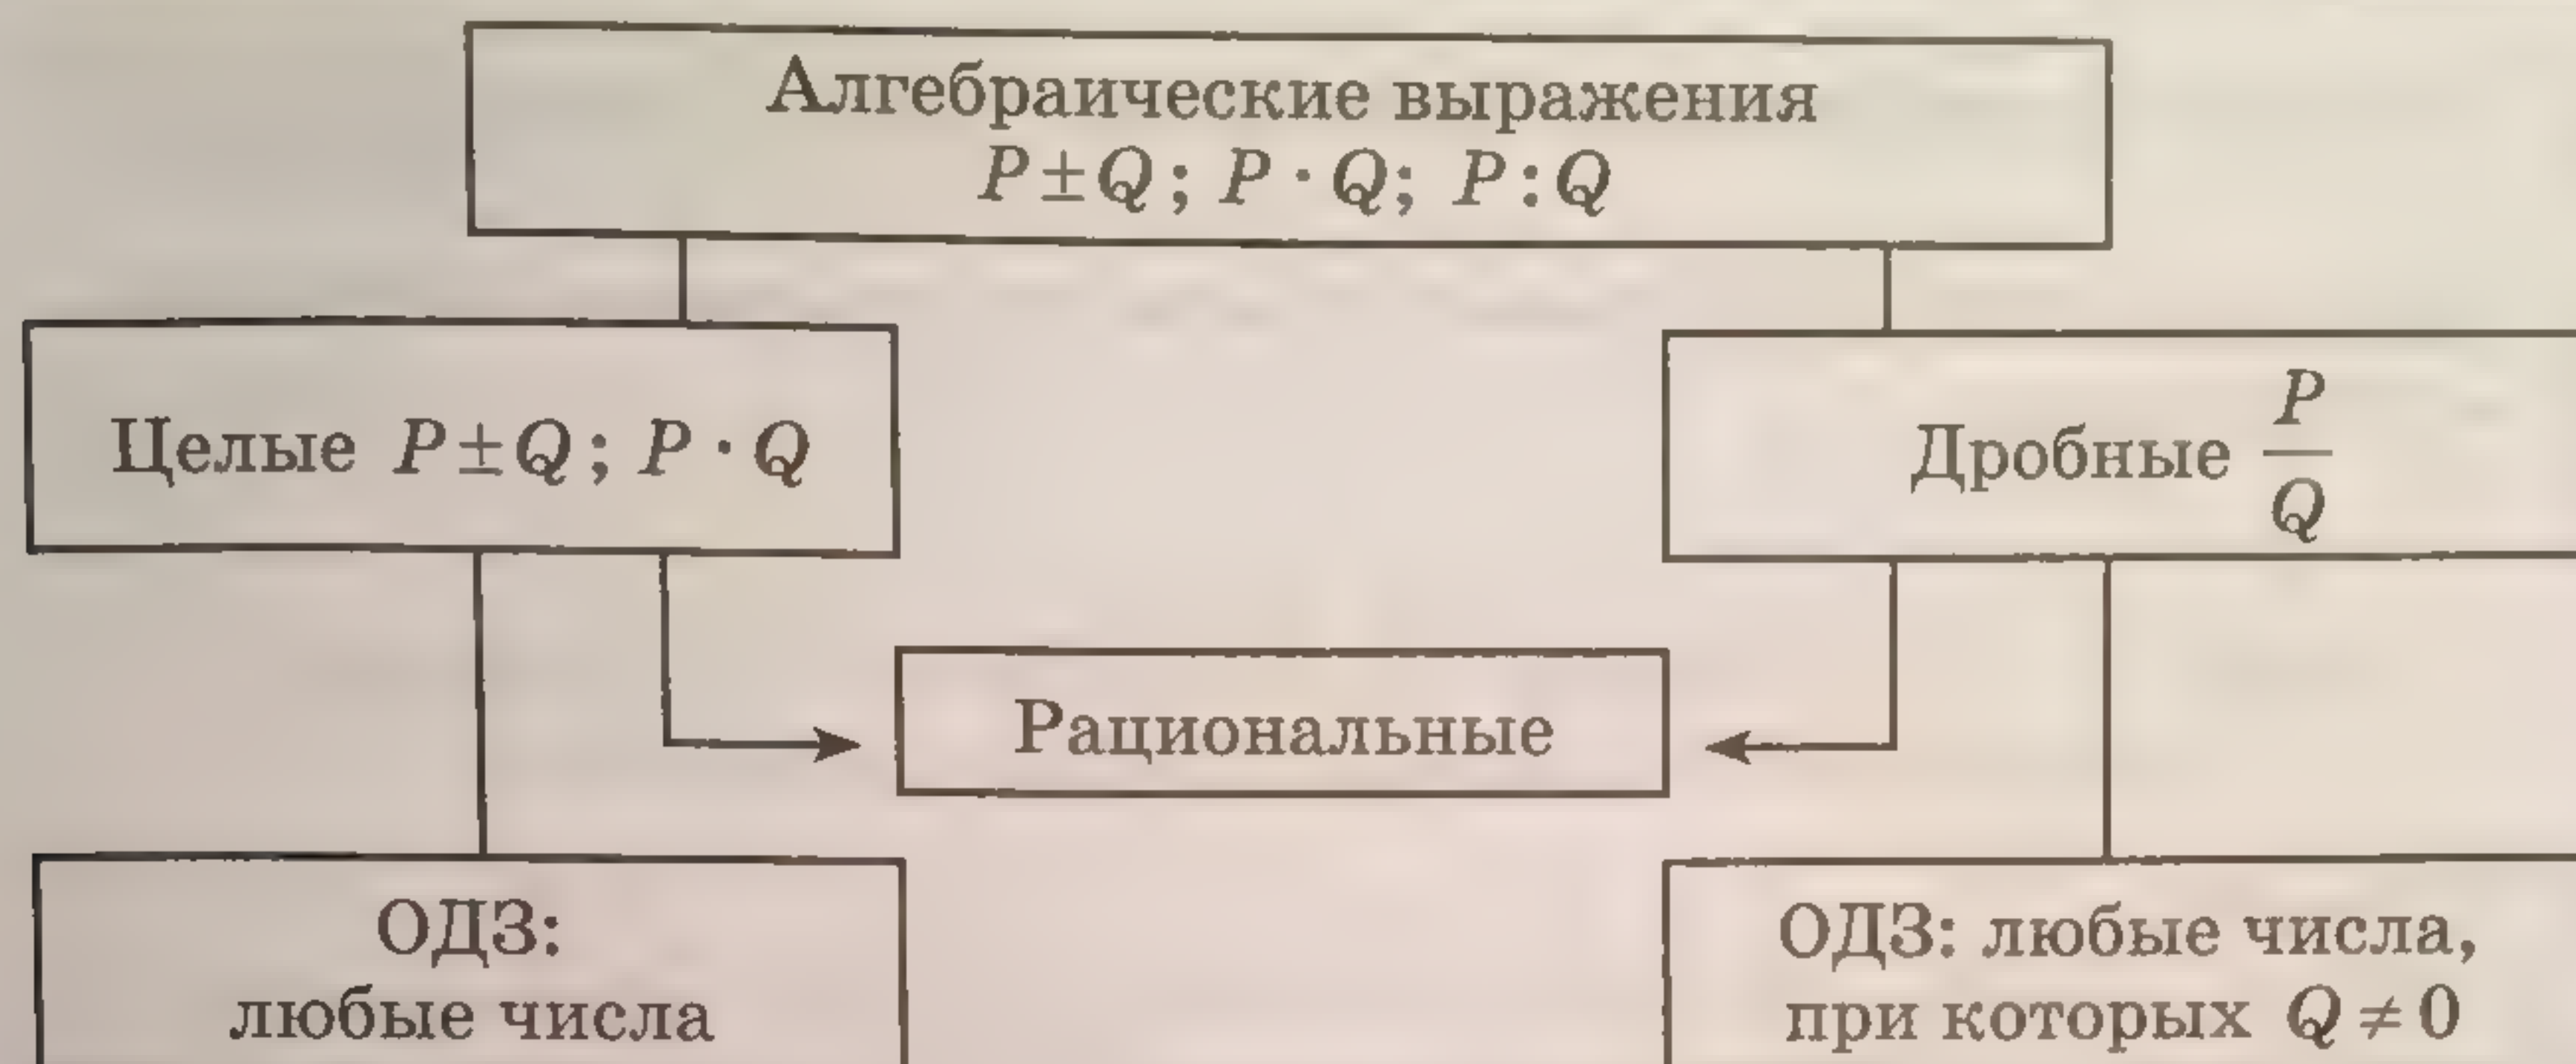 Алгебраические выражения
P ± Q; P · Q; P : Q
Целые P ± Q; P · Q
Дробные P/Q
Рациональные
ОДЗ:
любые числа
ОДЗ: любые числа,
при которых Q ≠ 0